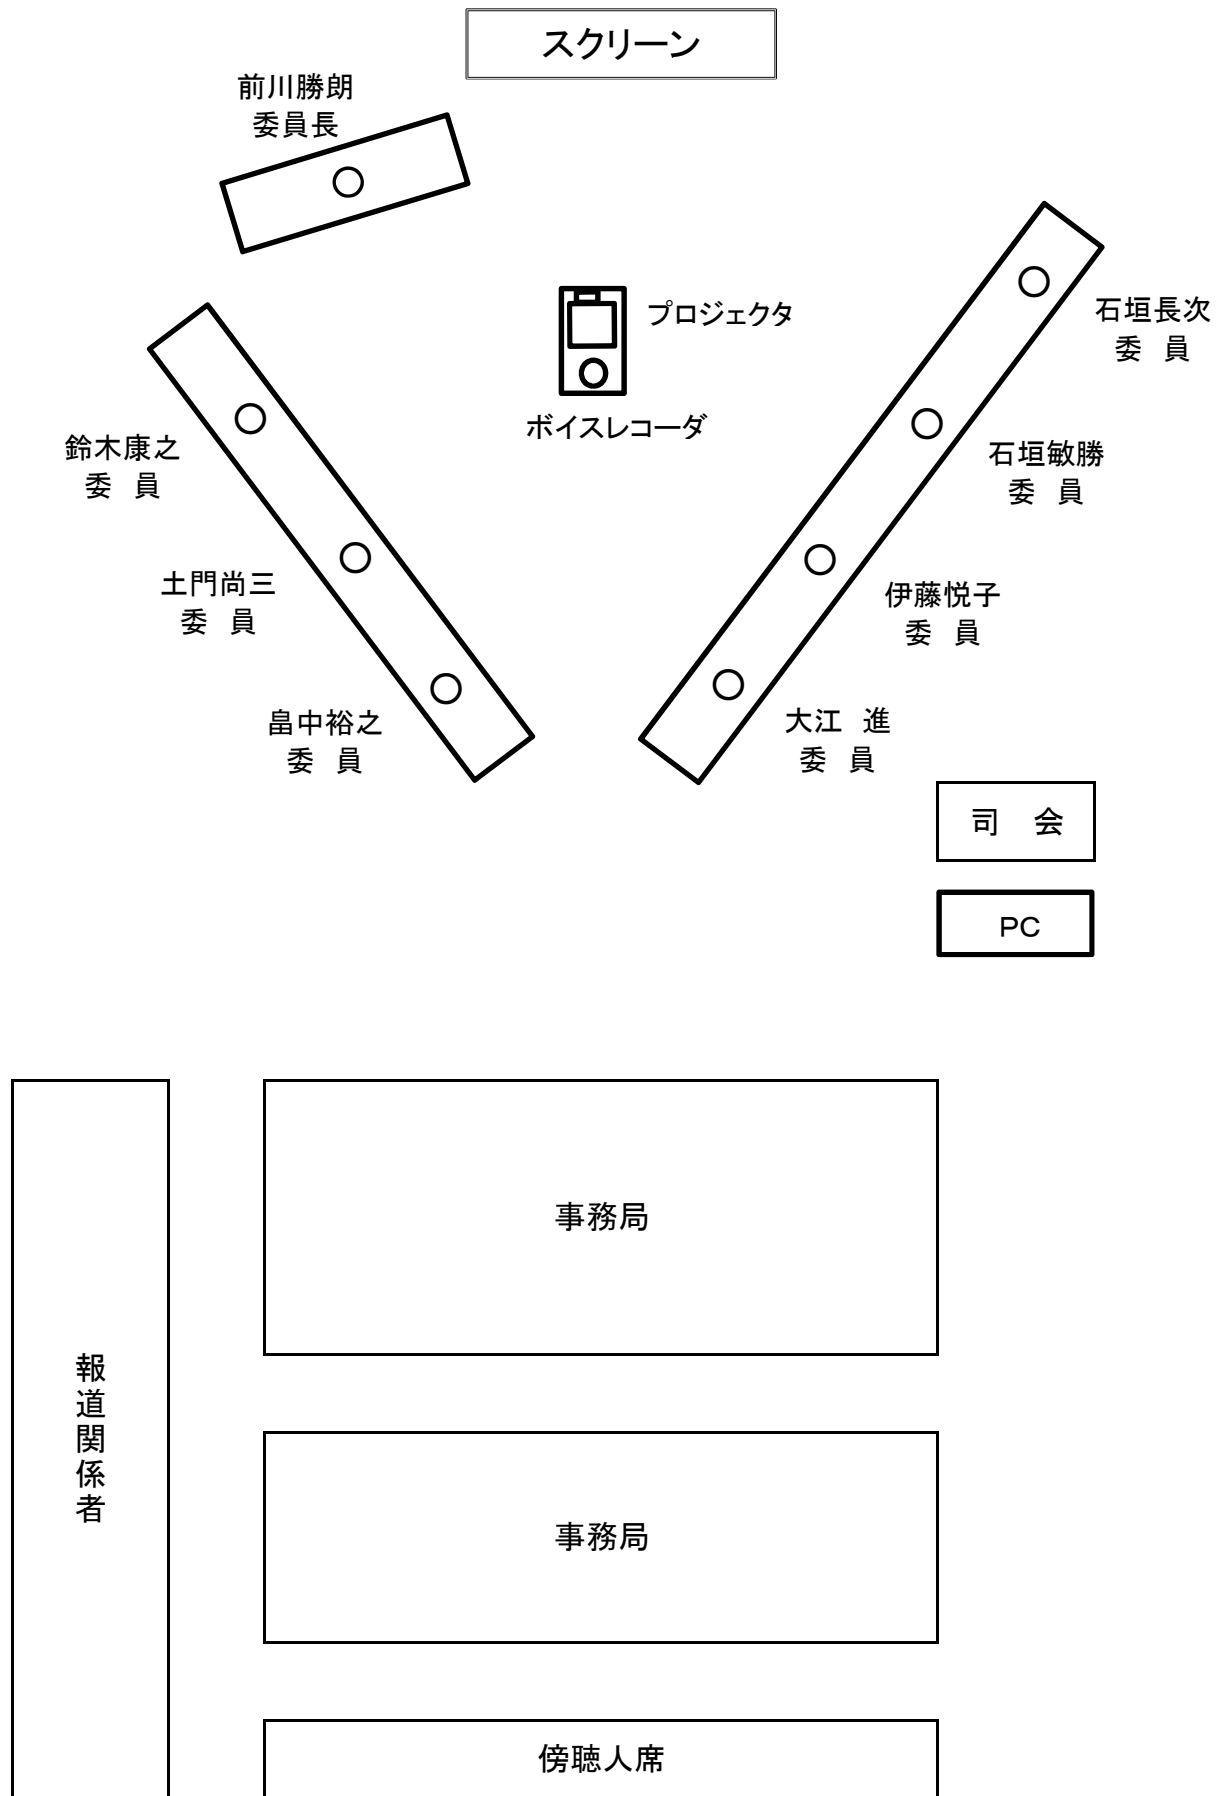 スクリーン
前川勝朗
委員長
プロジェクタ
ボイスレコーダ
石垣長次
委　員
鈴木康之
委　員
石垣敏勝
委　員
土門尚三
委　員
伊藤悦子
委　員
畠中裕之
委　員
大江　進
委　員
司　会
PC
事務局
報道関係者
事務局
傍聴人席